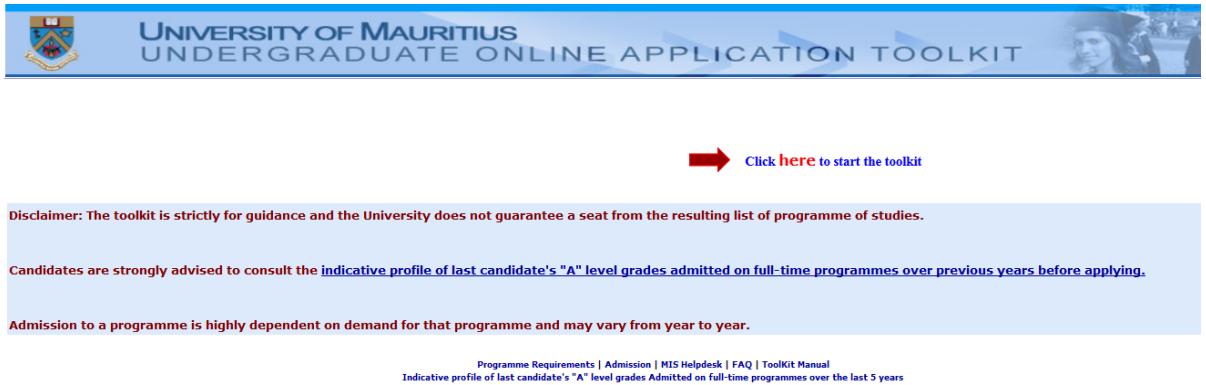 UNIVERSITY OF MAURITIUS
UNDERGRADUATE ONLINE APPLICATION TOOLKIT
Click here to start the toolkit
Disclaimer: The toolkit is strictly for guidance and the University does not guarantee a seat from the resulting list of programme of studies.
Candidates are strongly advised to consult the indicative profile of last candidate's "A" level grades admitted on full-time programmes over previous years before applying.
Admission to a programme is highly dependent on demand for that programme and may vary from year to year.
Programme Requirements | Admission | MIS Helpdesk | FAQ | ToolKit Manual
Indicative profile of last candidate's "A" level grades Admitted on full-time programmes over the last 5 years